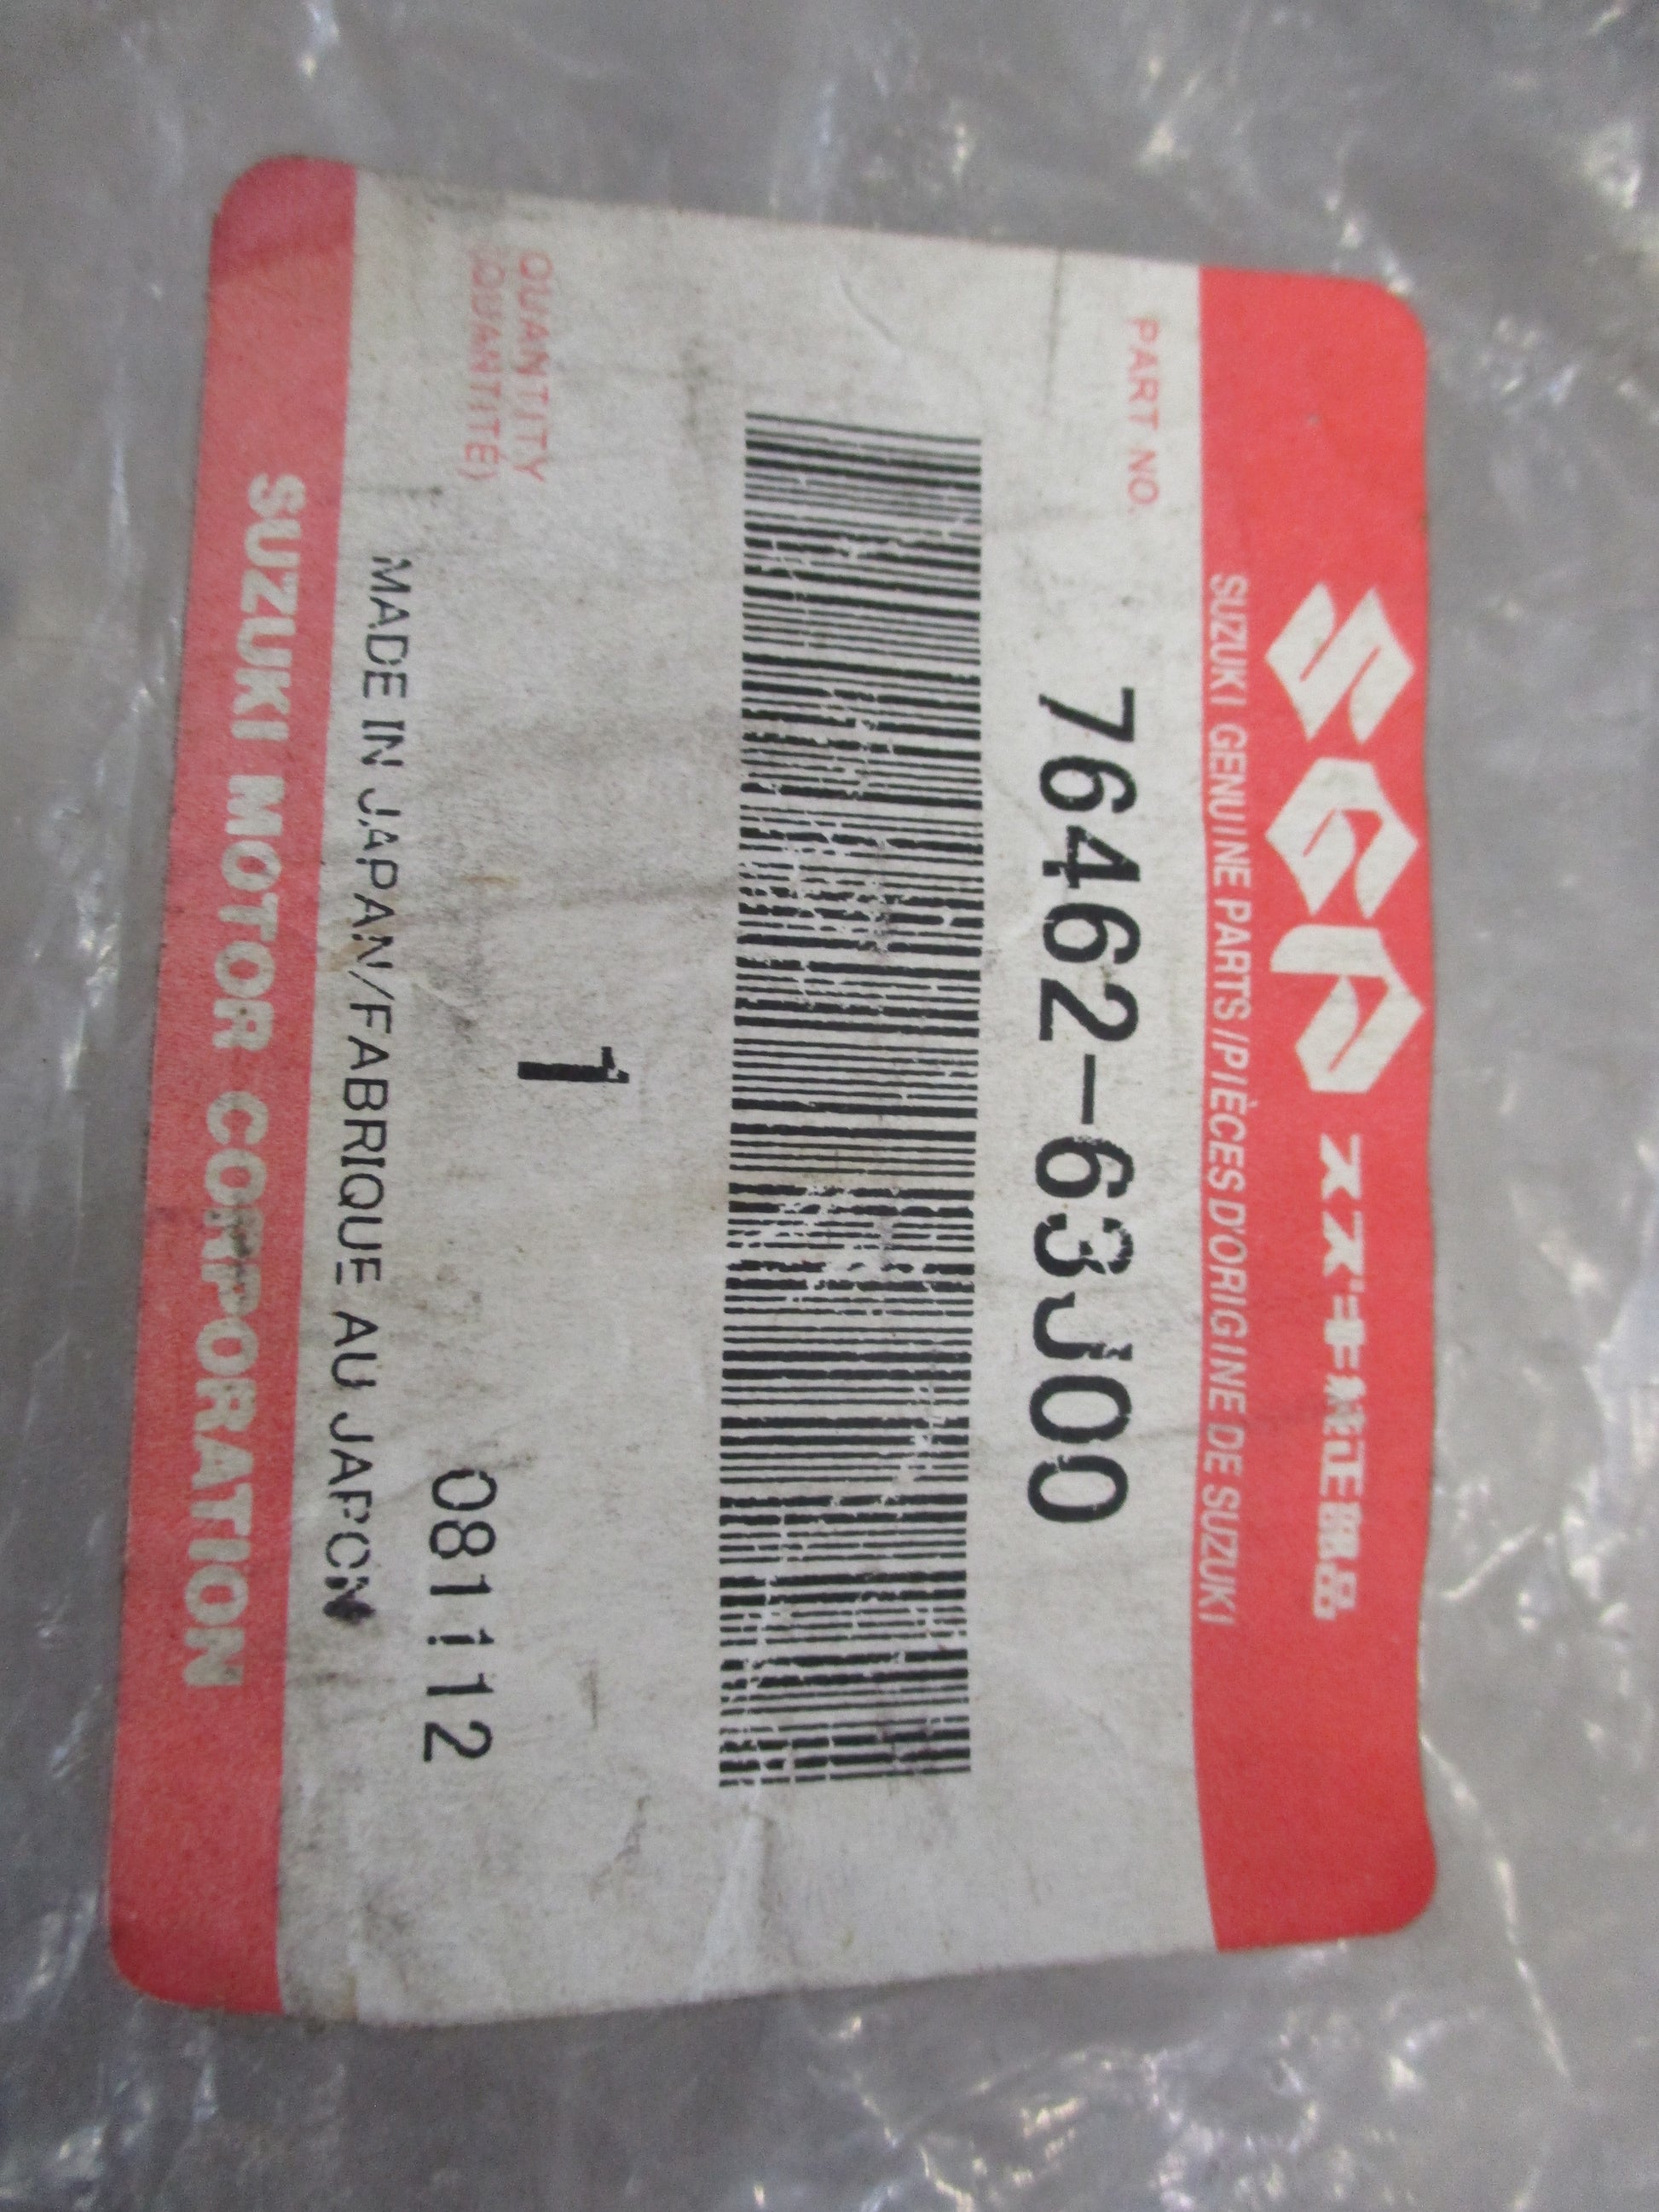 SGP スズキ純正部品
SUZUKI GENUINE PARTS/PIÈCES D'ORIGINE DE SUZUKI
PART NO.
76462-63J00
QUANTITY
(QUANTITÉ)
1
081112
MADE IN JAPAN/FABRIQUE AU JAPON
SUZUKI MOTOR CORPORATION